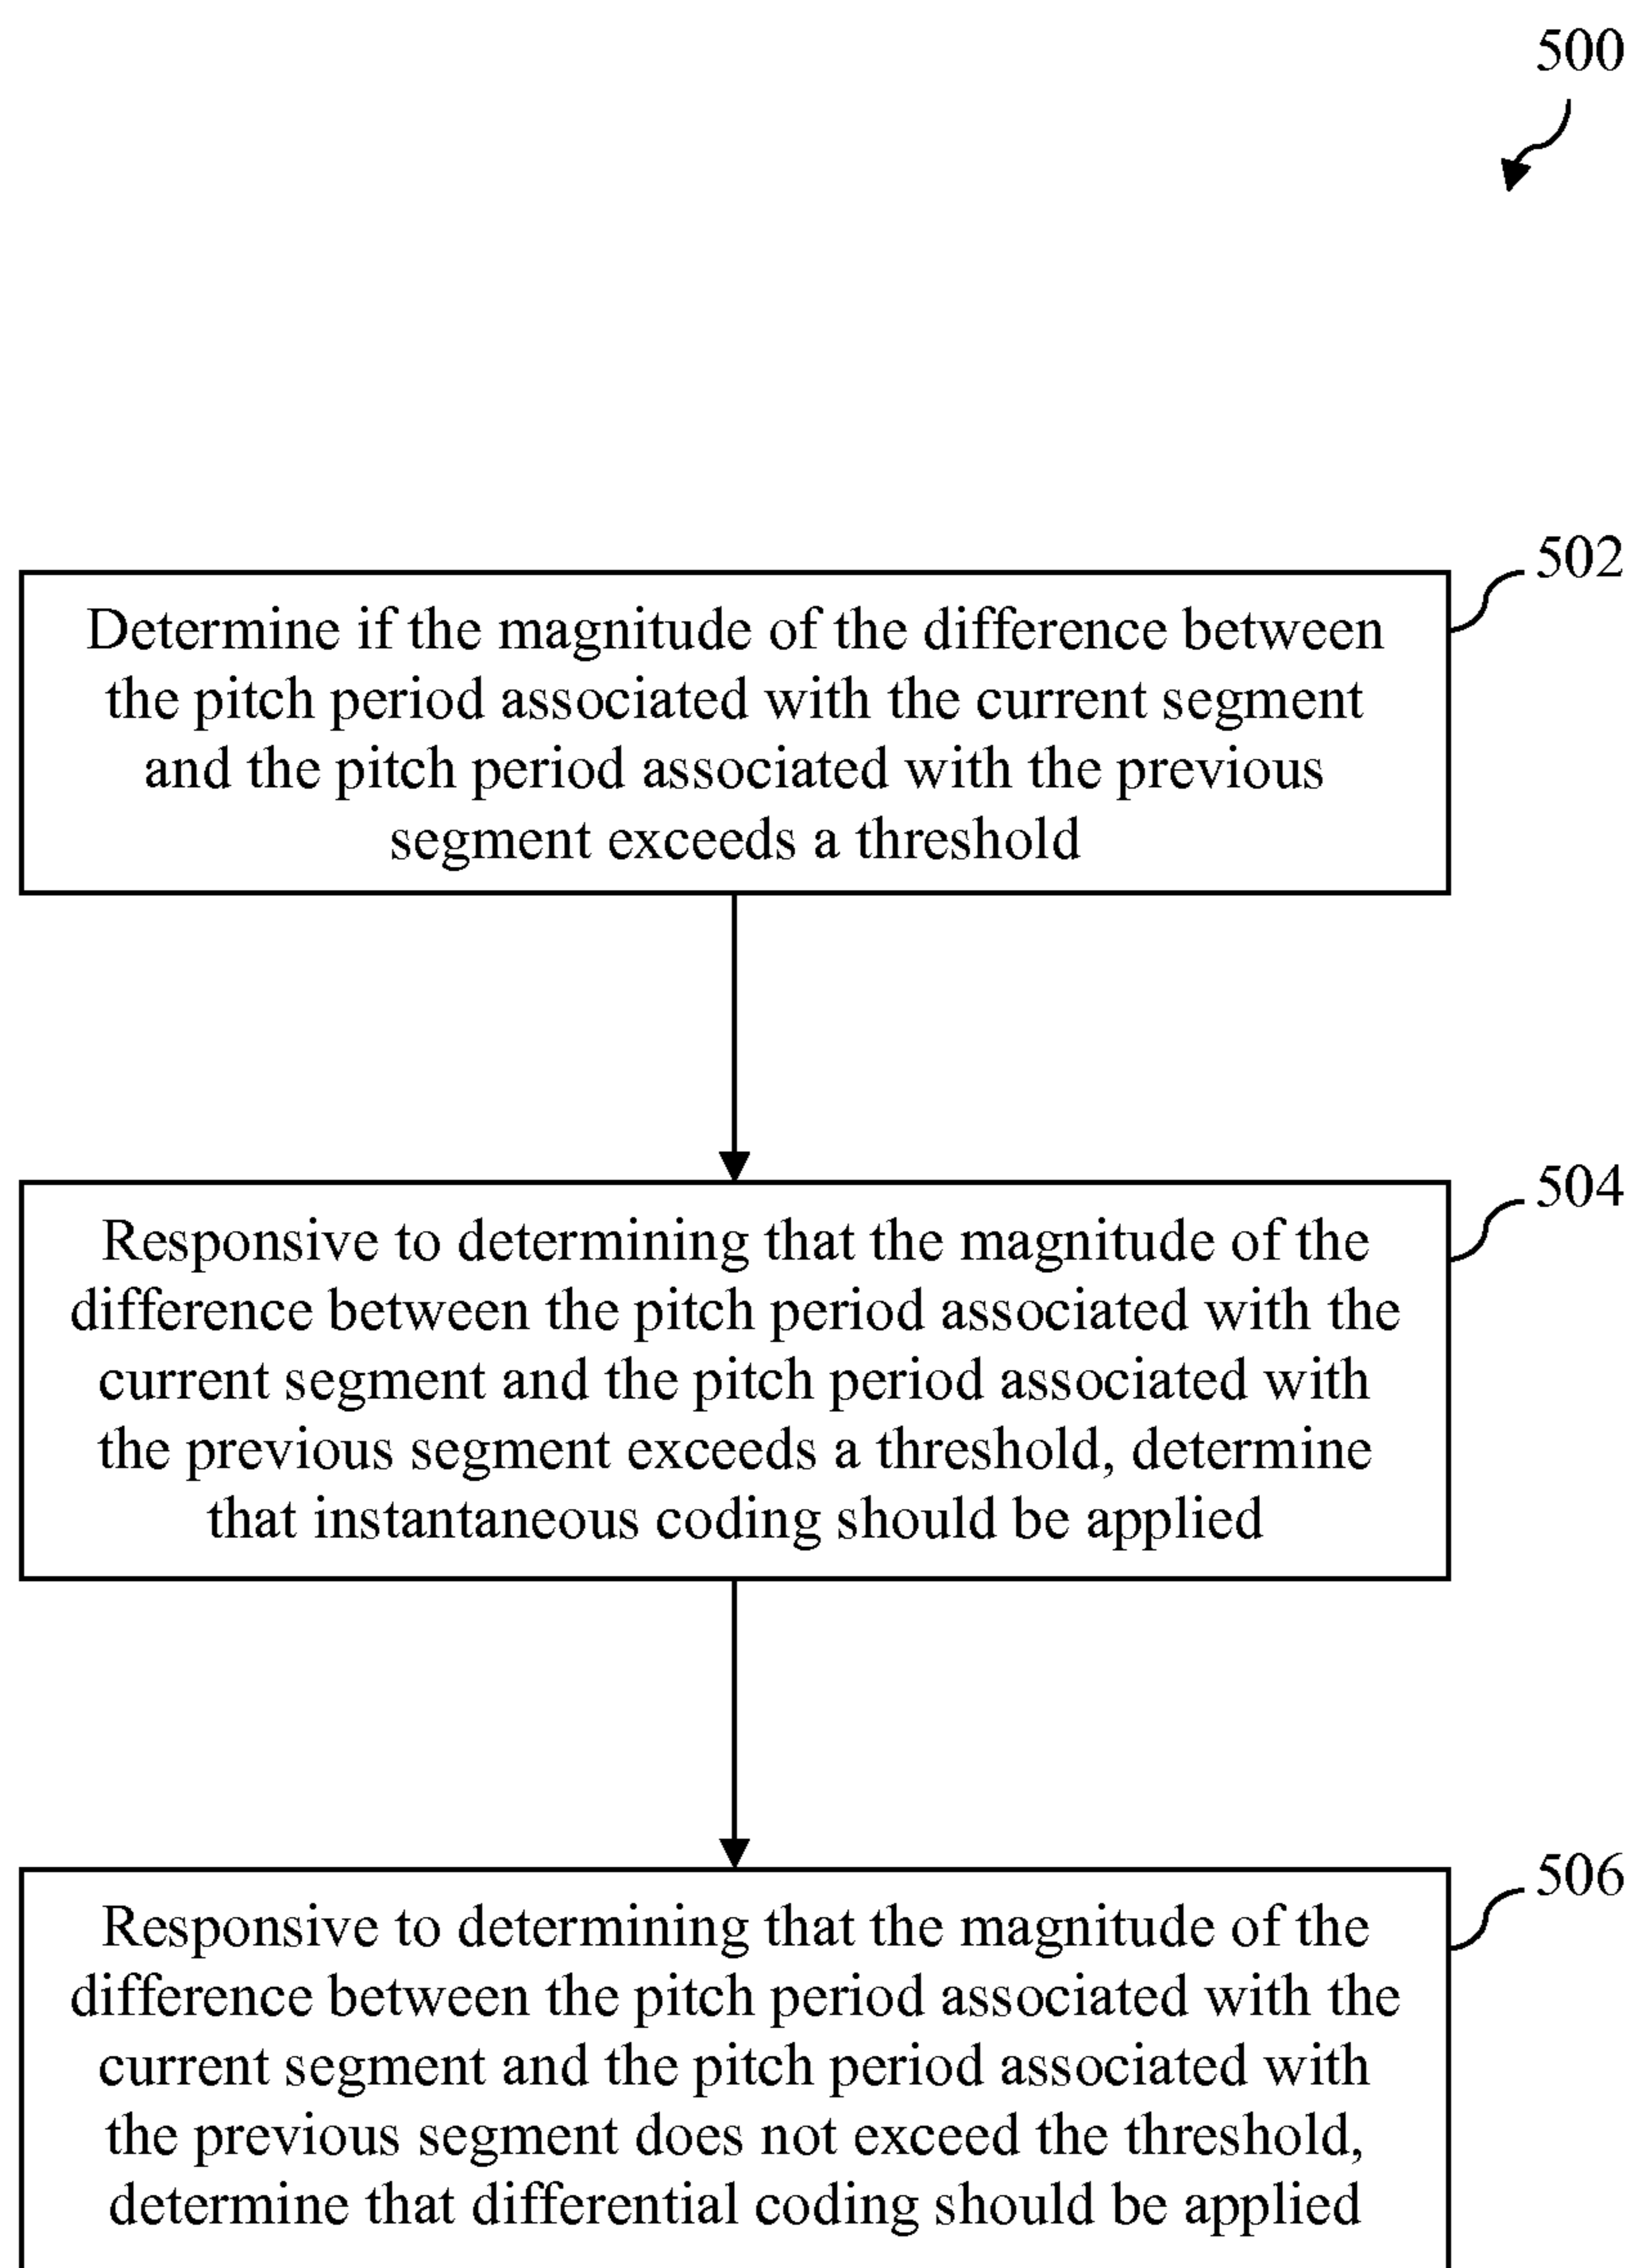 500
502
Determine if the magnitude of the difference between
the pitch period associated with the current segment
and the pitch period associated with the previous
segment exceeds a threshold
504
Responsive to determining that the magnitude of the
difference between the pitch period associated with the
current segment and the pitch period associated with
the previous segment exceeds a threshold, determine
that instantaneous coding should be applied
506
Responsive to determining that the magnitude of the
difference between the pitch period associated with the
current segment and the pitch period associated with
the previous segment does not exceed the threshold,
determine that differential coding should be applied